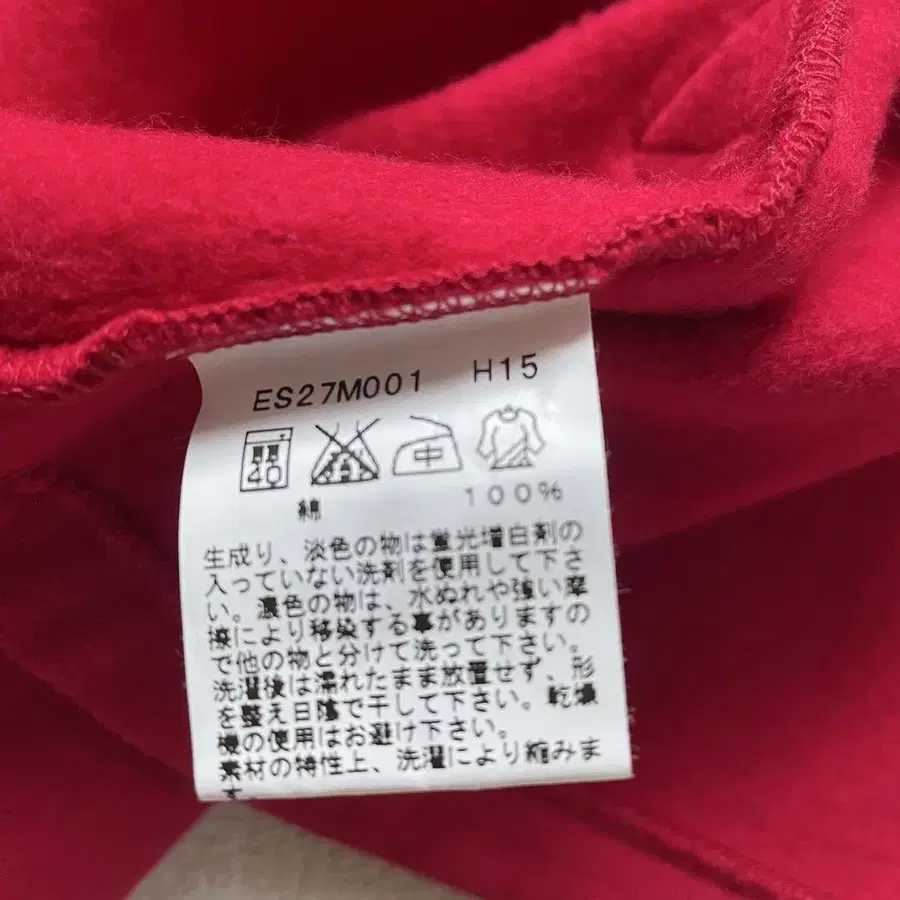 ES27M001 H15
40 中
綿 100%
生成り、淡色の物は蛍光増白剤の
入っていない洗剤を使用して下さ
い。濃色の物は、水ぬれや強い摩
擦により移染する事がありますの
で他の物と分けて洗って下さい。
洗濯後は濡れたまま放置せず、形
を整え日陰で干して下さい。乾燥
機の使用はお避け下さい。
素材の特性上、洗濯により縮みま
す。